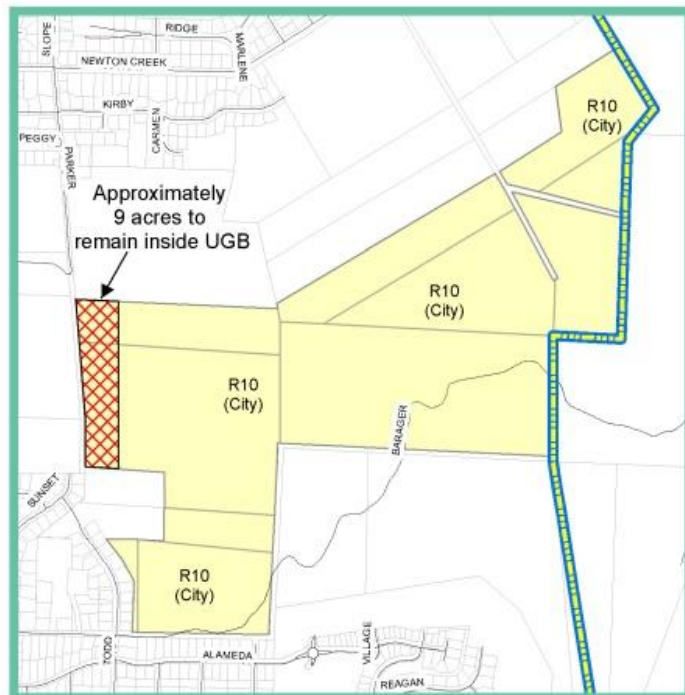 RIDGE
SLOPE
MARLENE
NEWTON CREEK
KIRBY
CARMEN
PEGGY
PARKER
R10
(City)
Approximately
9 acres to
remain inside UGB
R10
(City)
R10
(City)
BARAGER
SUNSET
R10
(City)
TODD
ALAMEDA
VILLAGE
REAGAN